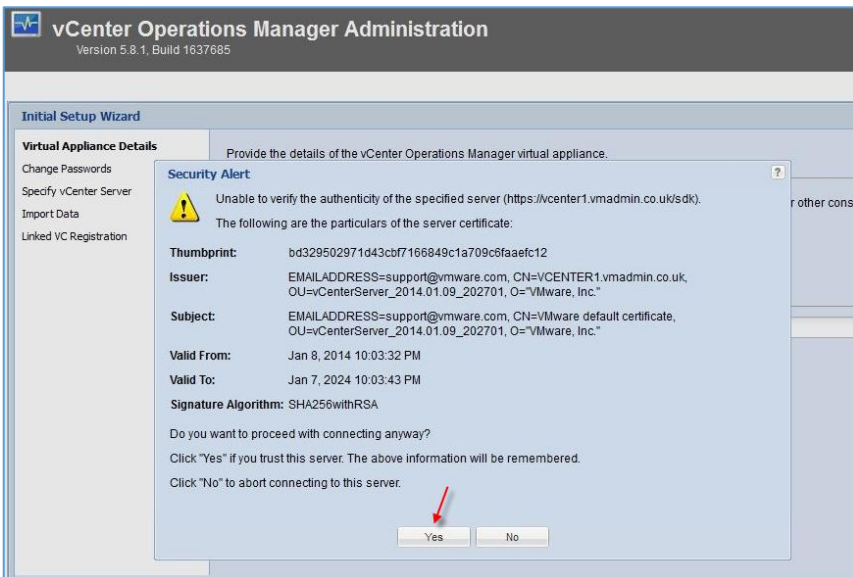 vCenter Operations Manager Administration
Version 5.8.1, Build 1637685
Initial Setup Wizard
Virtual Appliance Details
Change Passwords
Specify vCenter Server
Import Data
Linked VC Registration
Provide the details of the vCenter Operations Manager virtual appliance.
r other cons
Security Alert
?
Unable to verify the authenticity of the specified server (https://vcenter1.vmadmin.co.uk/sdk).
The following are the particulars of the server certificate:
Thumbprint: bd329502971d43cbf7166849c1a709c6faaefc12
Issuer: EMAILADDRESS=support@vmware.com, CN=VCENTER1.vmadmin.co.uk,
OU=vCenterServer_2014.01.09_202701, O="VMware, Inc."
Subject: EMAILADDRESS=support@vmware.com, CN=VMware default certificate,
OU=vCenterServer_2014.01.09_202701, O="VMware, Inc."
Valid From: Jan 8, 2014 10:03:32 PM
Valid To: Jan 7, 2024 10:03:43 PM
Signature Algorithm: SHA256withRSA
Do you want to proceed with connecting anyway?
Click "Yes" if you trust this server. The above information will be remembered.
Click "No" to abort connecting to this server.
Yes No